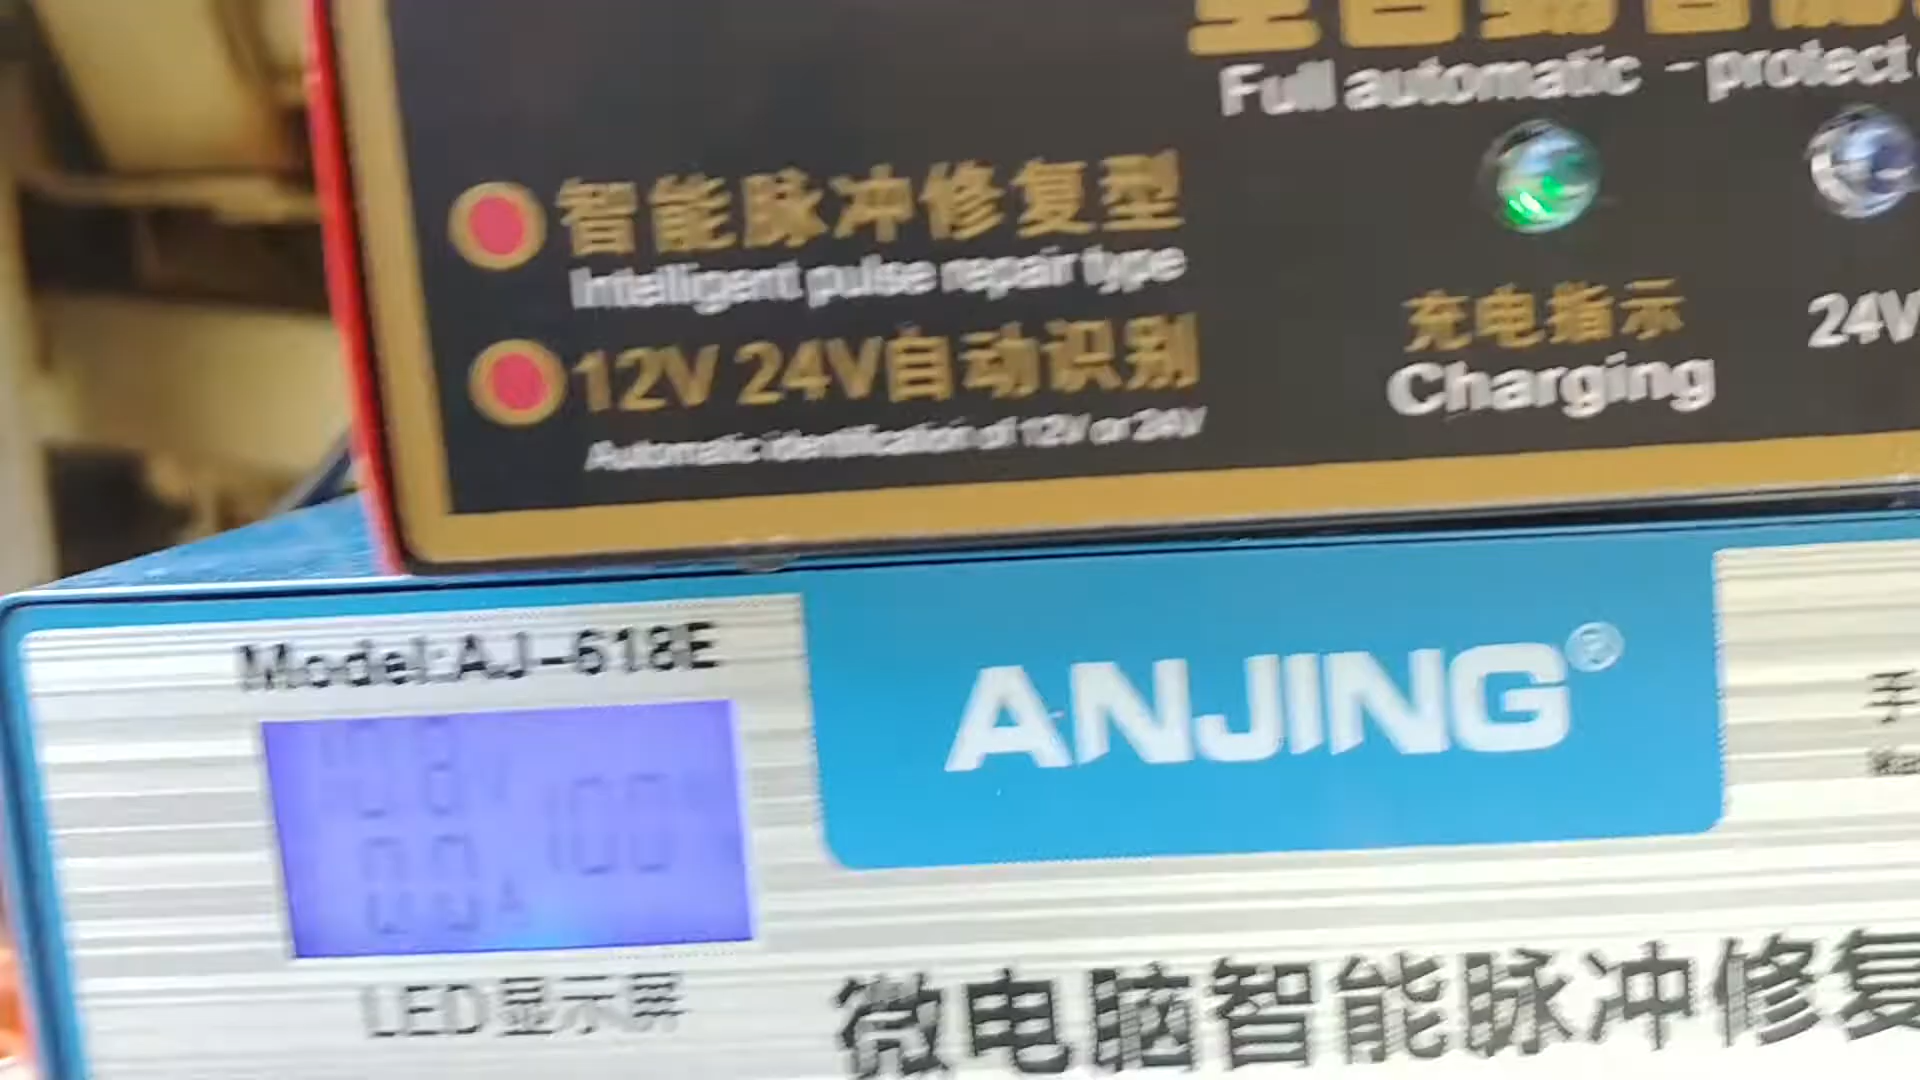 Full automatic - protect
智能脉冲修复型
Intelligent pulse repair type
12V 24V自动识别
Automatic identification of 12V or 24V
充电指示
Charging
24V
Model:AJ-618E
ANJING®
100
LED显示屏
手
微电脑智能脉冲修复